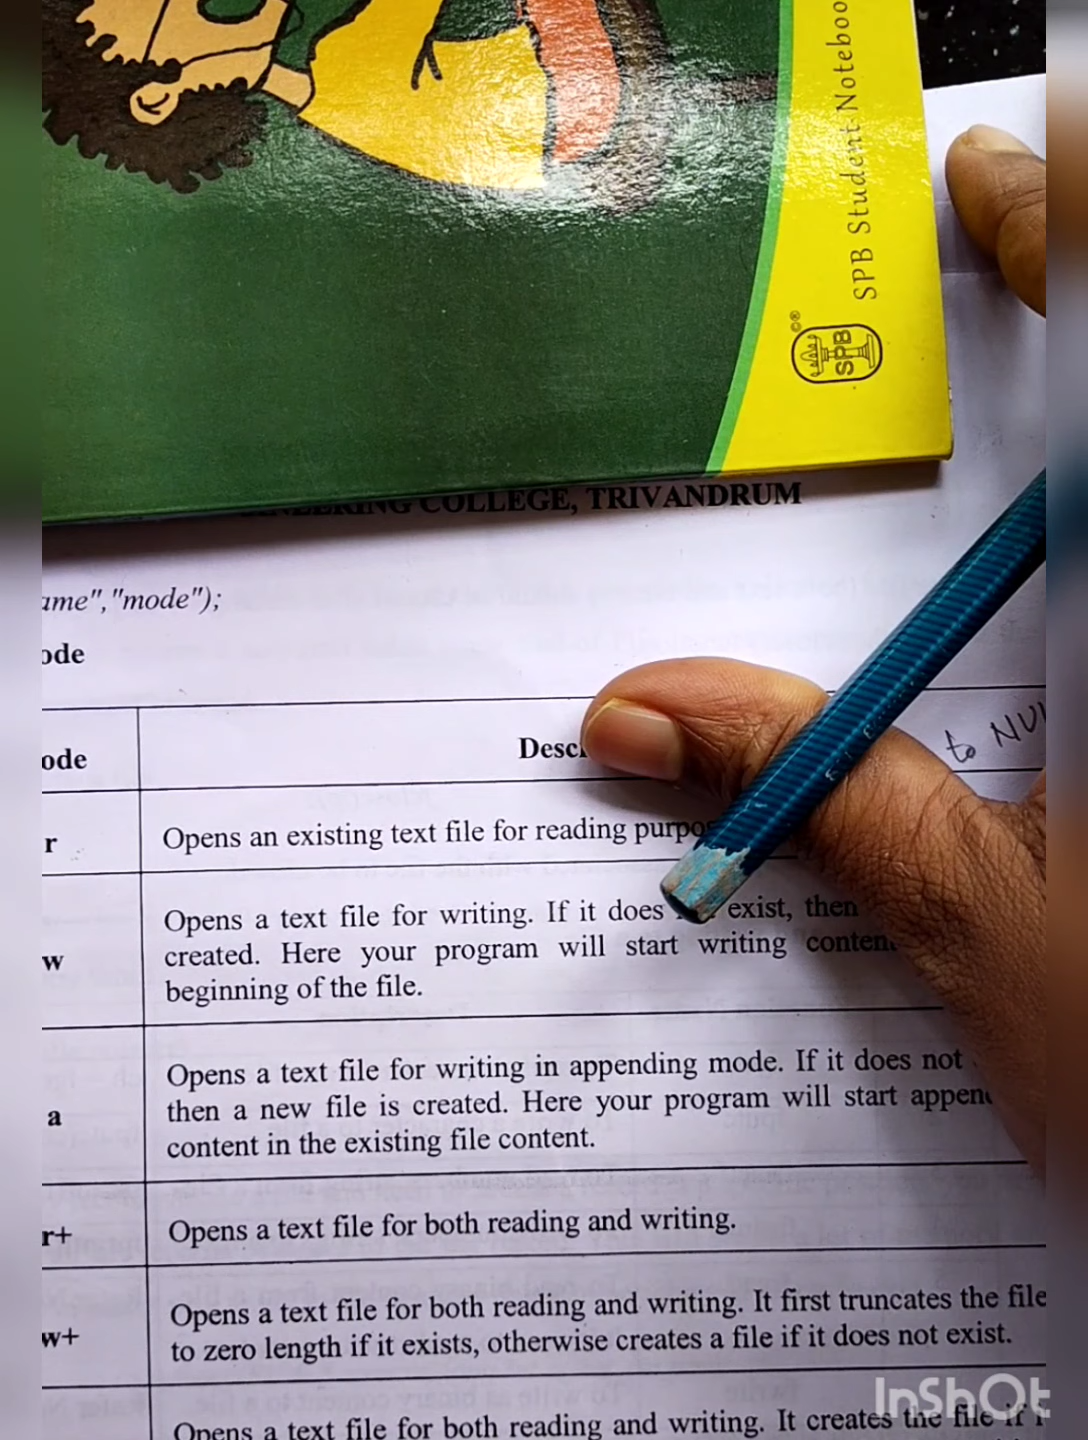 SPB Student Noteboo
SPB
COLLEGE, TRIVANDRUM
ame","mode");
ode
ode
to NUL
r
Opens an existing text file for reading
w
Opens a text file for writing. If it does exist, then
created. Here your program will start writing
beginning of the file.
a
Opens a text file for writing in appending mode. If it does not
then a new file is created. Here your program will start
content in the existing file content.
r+
Opens a text file for both reading and writing.
w+
Opens a text file for both reading and writing. It first truncates the file
to zero length if it exists, otherwise creates a file if it does not exist.
Opens a text file for both reading and writing. It creates the file if
InShOt